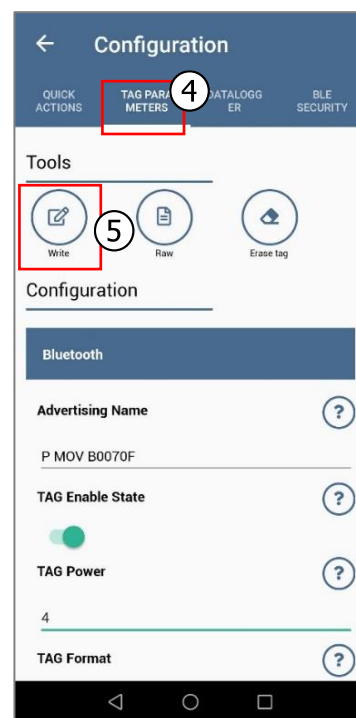 Configuration
QUICK
ACTIONS
TAG PARA
METERS
4
DATALOGG
ER
BLE
SECURITY
Tools
5
Write
Raw
Erase tag
Configuration
Bluetooth
Advertising Name
?
P MOV B0070F
TAG Enable State
?
TAG Power
?
4
TAG Format
?